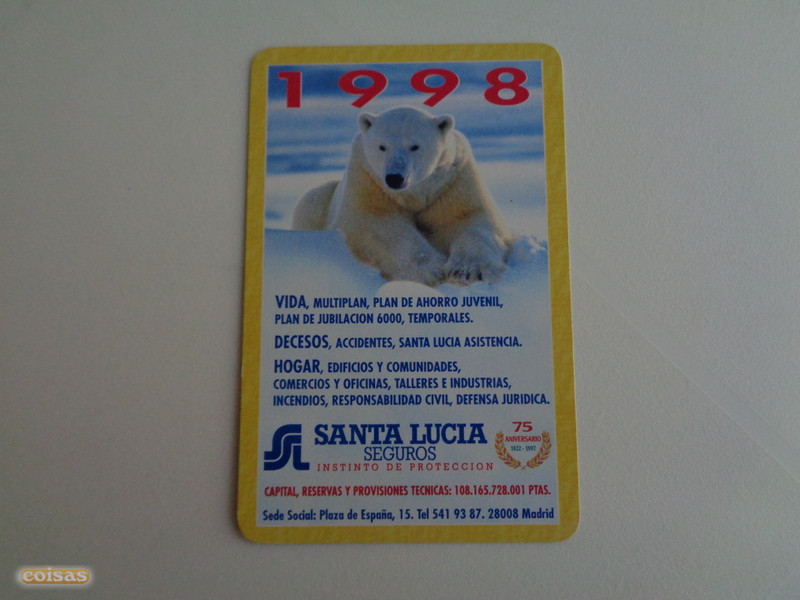 1998
VIDA, MULTIPLAN, PLAN DE AHORRO JUVENIL,
PLAN DE JUBILACION 6000, TEMPORALES.
DECESOS, ACCIDENTES, SANTA LUCIA ASISTENCIA.
HOGAR, EDIFICIOS Y COMUNIDADES,
COMERCIOS Y OFICINAS, TALLERES E INDUSTRIAS,
INCENDIOS, RESPONSABILIDAD CIVIL, DEFENSA JURIDICA.
SANTA LUCIA
SEGUROS
INSTINTO DE PROTECCION
75
ANIVERSARIO
1922 - 1997
CAPITAL, RESERVAS Y PROVISIONES TECNICAS: 108.165.728.001 PTAS.
Sede Social: Plaza de España, 15. Tel 541 93 87. 28008 Madrid
coisas